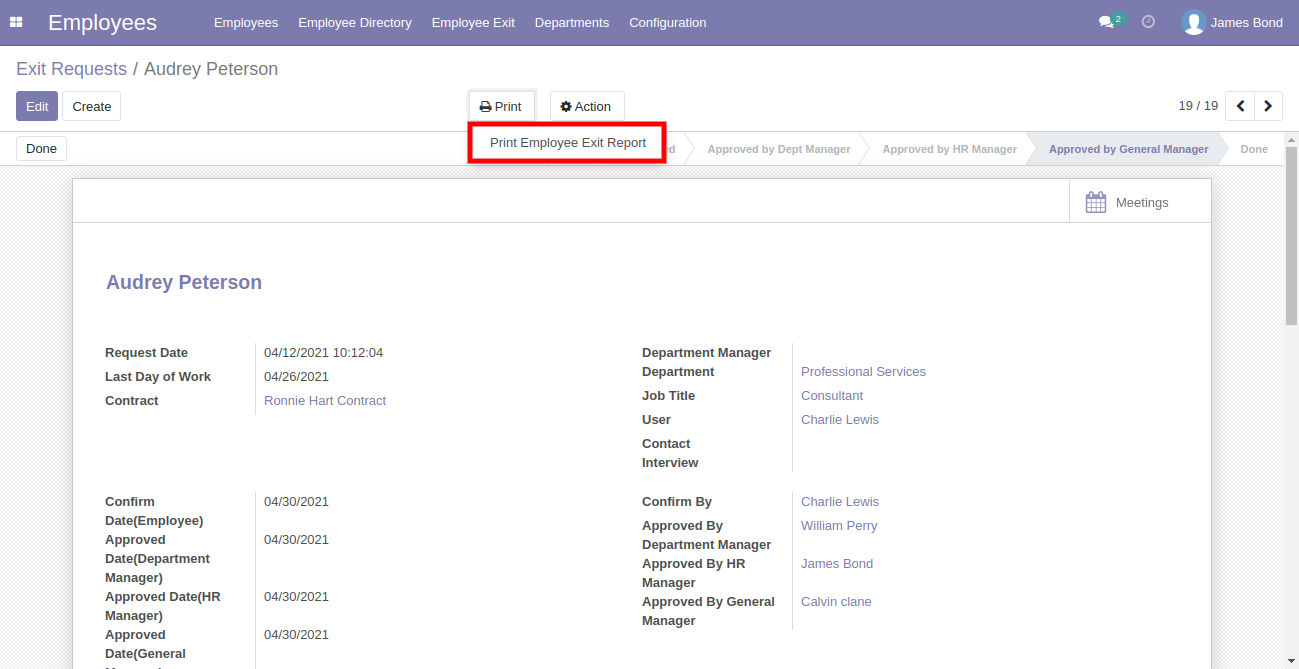 Employees Employees Employee Directory Employee Exit Departments Configuration 2 James Bond
Exit Requests / Audrey Peterson
Edit Create Print Action 19 / 19
Print Employee Exit Report
Done Approved by Dept Manager Approved by HR Manager Approved by General Manager Done
Meetings
Audrey Peterson
Request Date 04/12/2021 10:12:04
Last Day of Work 04/26/2021
Contract Ronnie Hart Contract
Department Manager
Department Professional Services
Job Title Consultant
User Charlie Lewis
Contact
Interview
Confirm 04/30/2021
Date(Employee)
Approved 04/30/2021
Date(Department
Manager)
Approved Date(HR 04/30/2021
Manager)
Approved 04/30/2021
Date(General
Confirm By Charlie Lewis
Approved By William Perry
Department Manager
Approved By HR James Bond
Manager
Approved By General Calvin clane
Manager